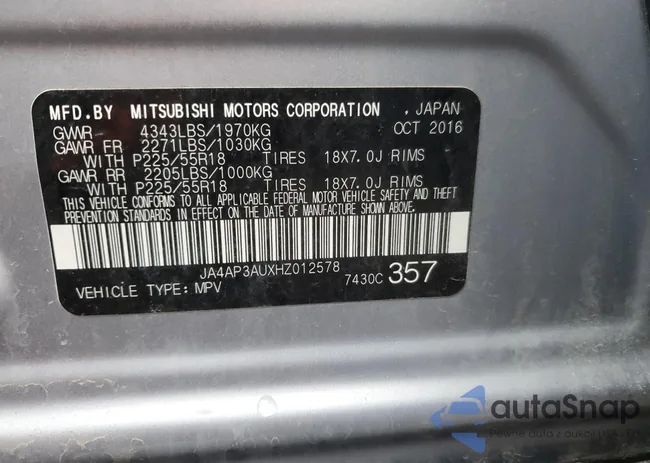 MFD.BY MITSUBISHI MOTORS CORPORATION , JAPAN
GVWR 4343LBS/1970KG OCT 2016
GAWR FR 2271LBS/1030KG
WITH P225/55R18 TIRES 18X7.0J RIMS
GAWR RR 2205LBS/1000KG
WITH P225/55R18 TIRES 18X7.0J RIMS
THIS VEHICLE CONFORMS TO ALL APPLICABLE FEDERAL MOTOR VEHICLE SAFETY AND THEFT
PREVENTION STANDARDS IN EFFECT ON THE DATE OF MANUFACTURE SHOWN ABOVE.
JA4AP3AUXHZ012578
VEHICLE TYPE: MPV 7430C 357
autoSnap
Pewne auto z aukcji